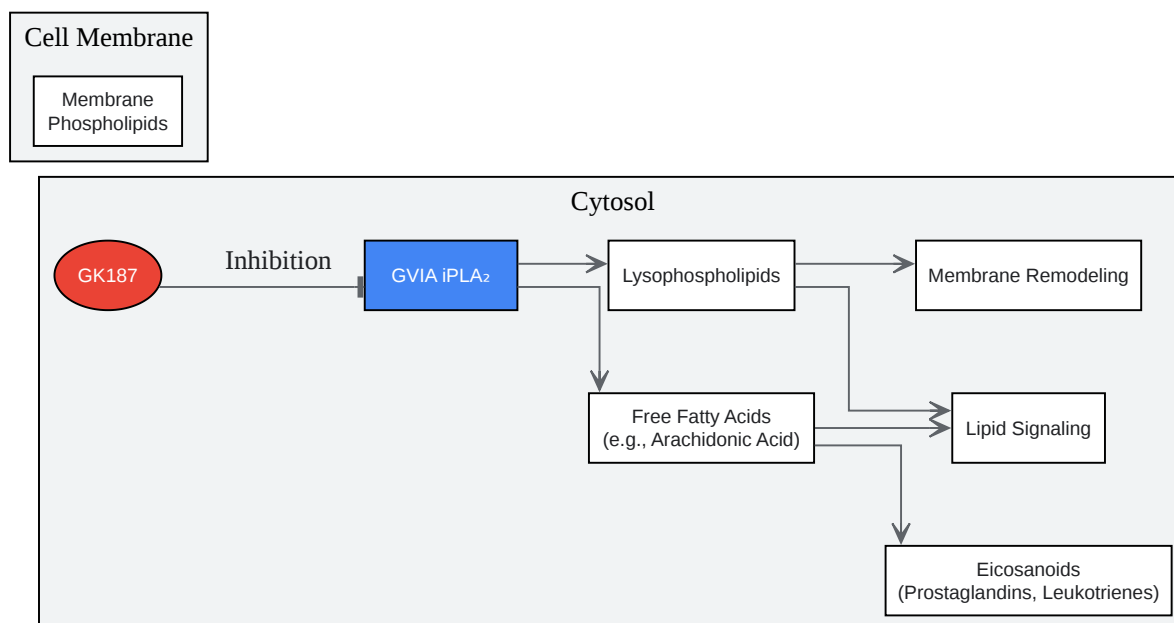 Cell Membrane
Membrane
Phospholipids
Cytosol
GK187
Inhibition
GVIA iPLA₂
Lysophospholipids
Membrane Remodeling
Free Fatty Acids
(e.g., Arachidonic Acid)
Lipid Signaling
Eicosanoids
(Prostaglandins, Leukotrienes)